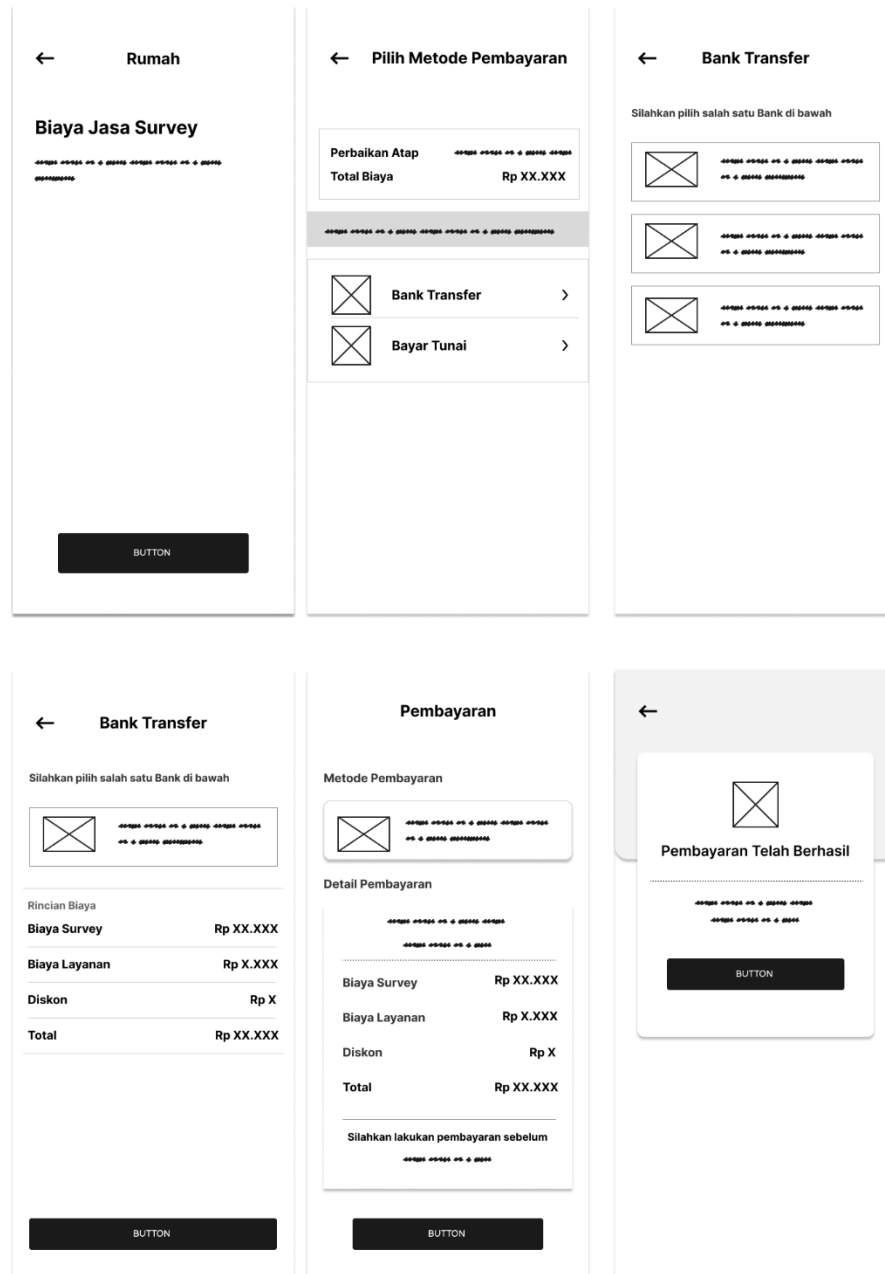 Rumah
Biaya Jasa Survey
BUTTON
Pilih Metode Pembayaran
Perbaikan Atap
Total Biaya Rp XX.XXX
Bank Transfer
Bayar Tunai
Bank Transfer
Silahkan pilih salah satu Bank di bawah
Bank Transfer
Silahkan pilih salah satu Bank di bawah
Rincian Biaya
Biaya Survey Rp XX.XXX
Biaya Layanan Rp X.XXX
Diskon Rp X
Total Rp XX.XXX
BUTTON
Pembayaran
Metode Pembayaran
Detail Pembayaran
Biaya Survey Rp XX.XXX
Biaya Layanan Rp X.XXX
Diskon Rp X
Total Rp XX.XXX
Silahkan lakukan pembayaran sebelum
BUTTON
Pembayaran Telah Berhasil
BUTTON